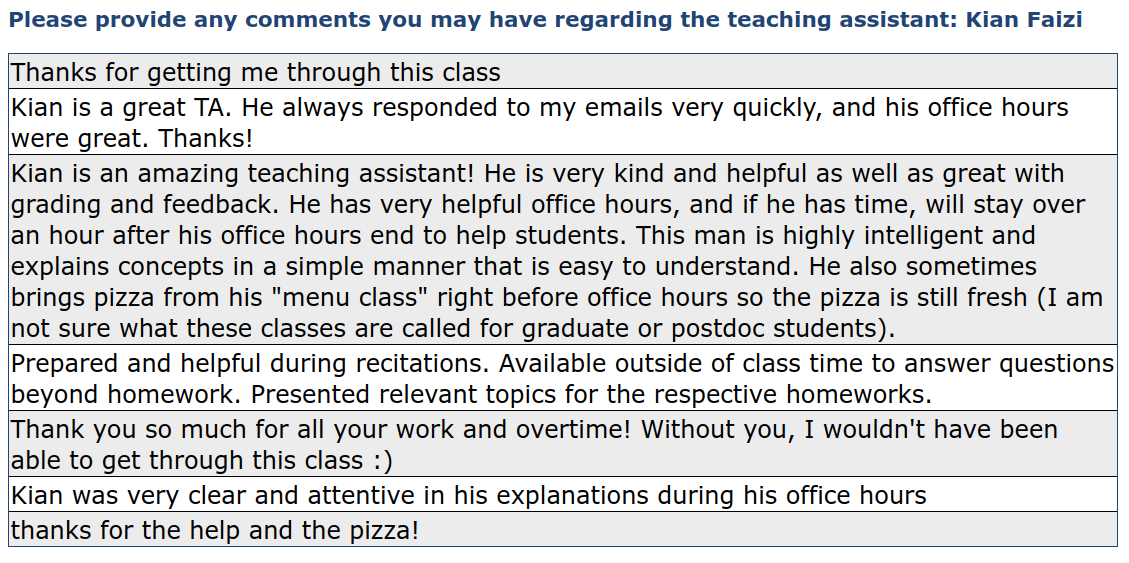 Please provide any comments you may have regarding the teaching assistant: Kian Faizi
Thanks for getting me through this class
Kian is a great TA. He always responded to my emails very quickly, and his office hours
were great. Thanks!
Kian is an amazing teaching assistant! He is very kind and helpful as well as great with
grading and feedback. He has very helpful office hours, and if he has time, will stay over
an hour after his office hours end to help students. This man is highly intelligent and
explains concepts in a simple manner that is easy to understand. He also sometimes
brings pizza from his "menu class" right before office hours so the pizza is still fresh (I am
not sure what these classes are called for graduate or postdoc students).
Prepared and helpful during recitations. Available outside of class time to answer questions
beyond homework. Presented relevant topics for the respective homeworks.
Thank you so much for all your work and overtime! Without you, I wouldn't have been
able to get through this class :)
Kian was very clear and attentive in his explanations during his office hours
thanks for the help and the pizza!